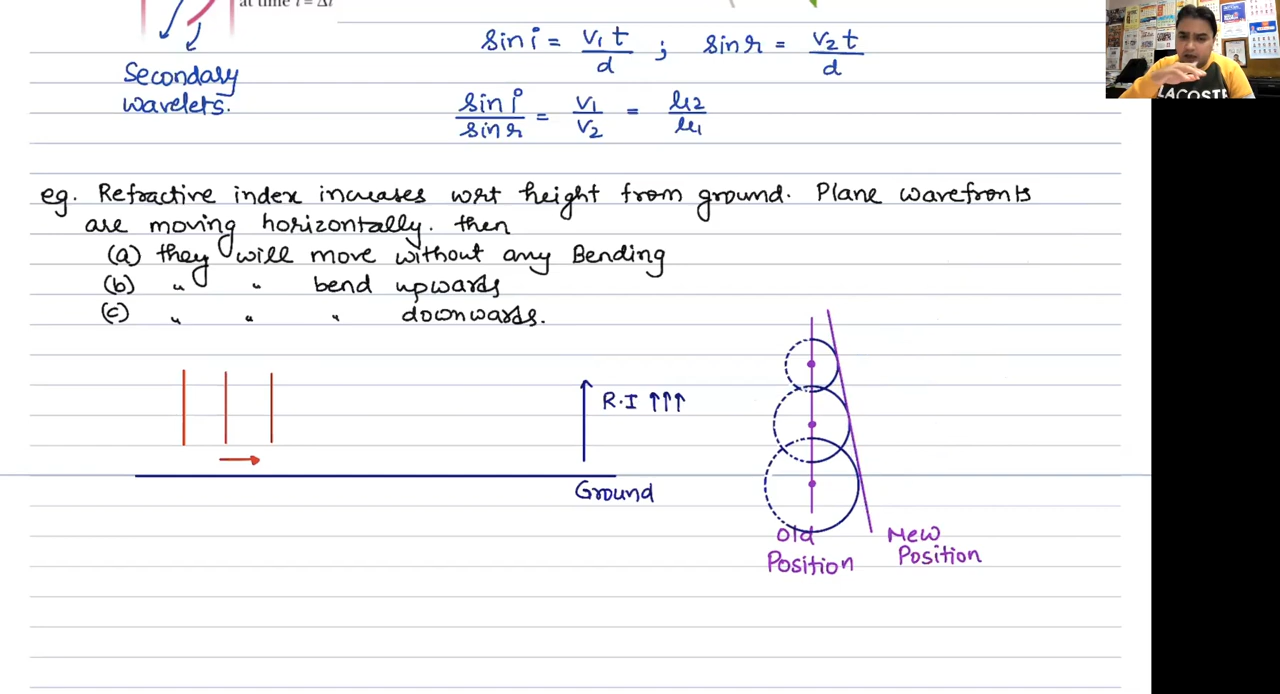 at time t = Δt
Secondary
wavelets.
sin i = v₁t/d ; sin r = v₂t/d
sin i/sin r = v₁/v₂ = μ₂/μ₁
eg. Refractive index increases wrt height from ground. Plane wavefronts
are moving horizontally. then
(a) they will move without any Bending
(b) " " bend upwards
(c) " " " downwards.
R.I ↑↑↑
Ground
Old
Position
New
Position
LACOSTE